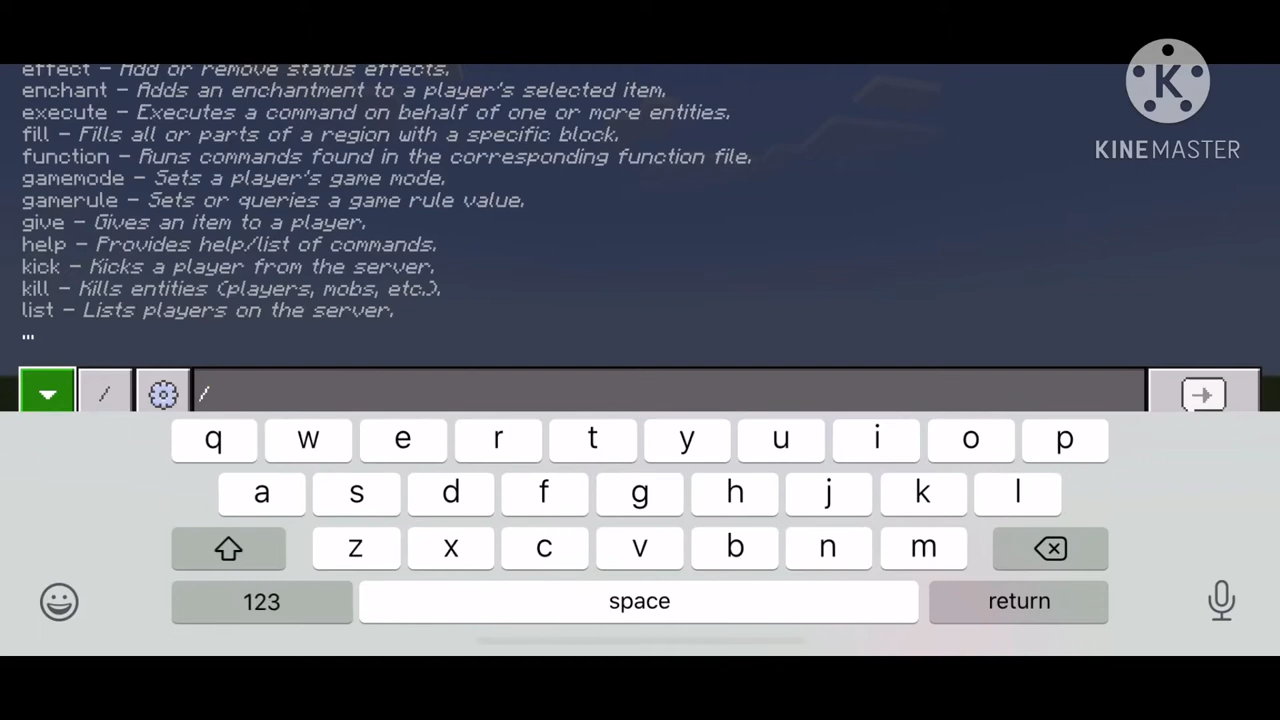 effect – Add or remove status effects.
enchant – Adds an enchantment to a player's selected item.
execute – Executes a command on behalf of one or more entities.
fill – Fills all or parts of a region with a specific block.
function – Runs commands found in the corresponding function file.
gamemode – Sets a player's game mode.
gamerule – Sets or queries a game rule value.
give – Gives an item to a player.
help – Provides help/list of commands.
kick – Kicks a player from the server.
kill – Kills entities (players, mobs, etc.).
list – Lists players on the server.
...
K
KINEMASTER
/ /
q w e r t y u i o p
a s d f g h j k l
z x c v b n m
123 space return